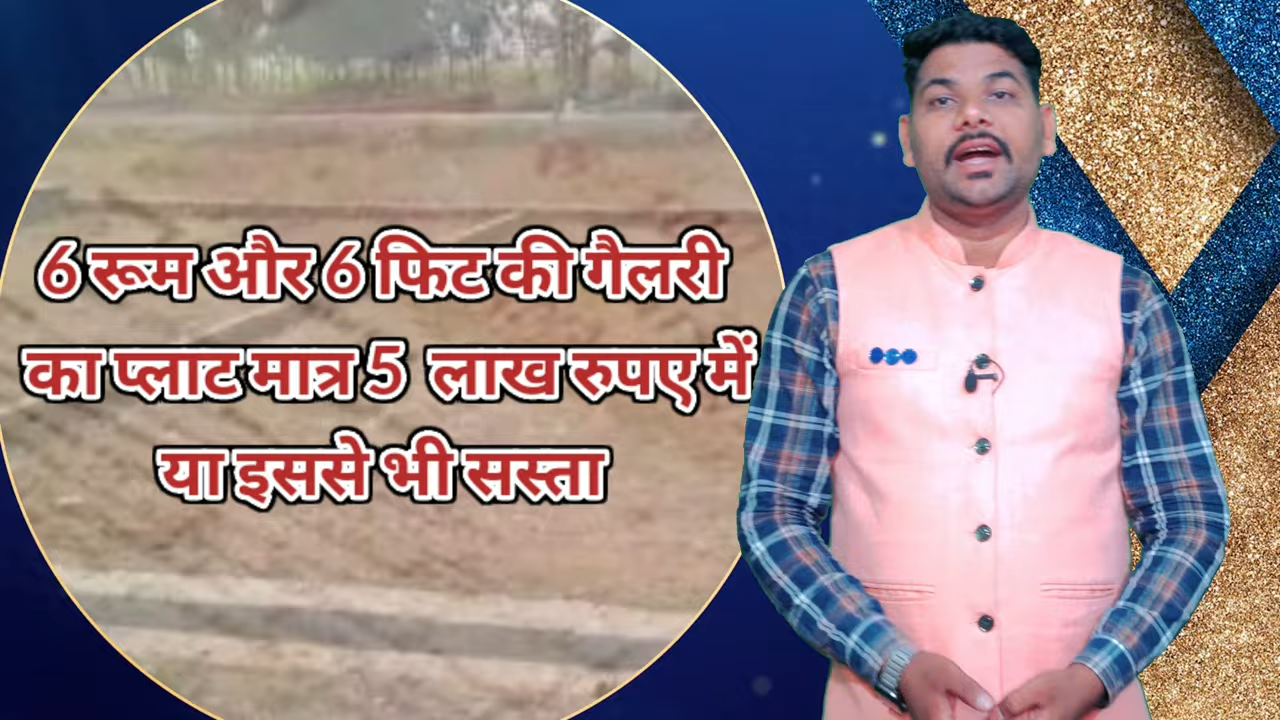 6 रूम और 6 फिट की गैलरी
का प्लाट मात्र 5 लाख रुपए में
या इससे भी सस्ता